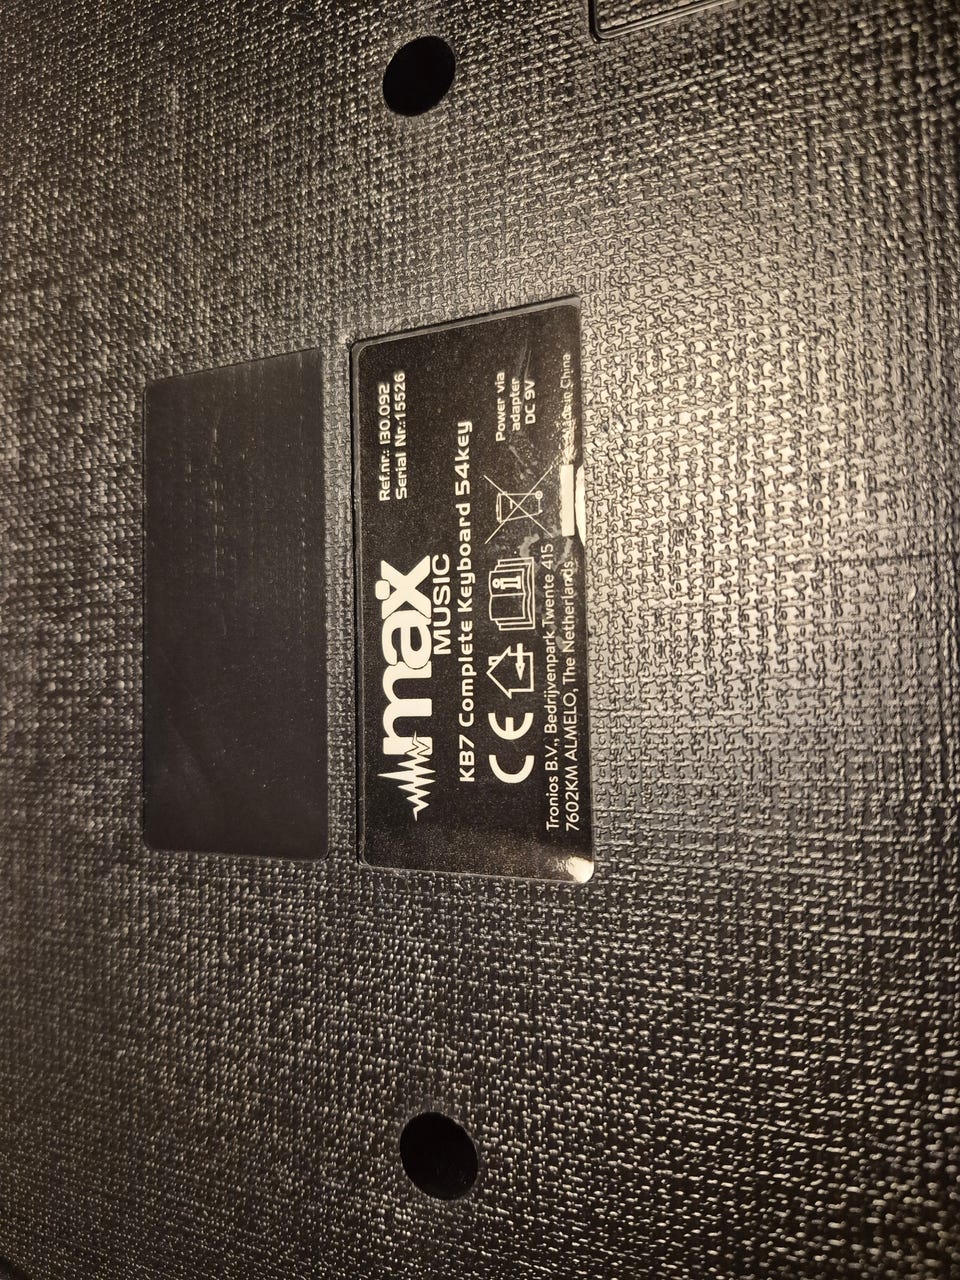 Ref.nr.: 130.092
Serial Nr.:15526
max
MUSIC
KB7 Complete Keyboard 54key
CE
i
Power via
adapter
DC 9V
Tronios B.V., Bedrijvenpark Twente 415
7602KM ALMELO, The Netherlands
in China